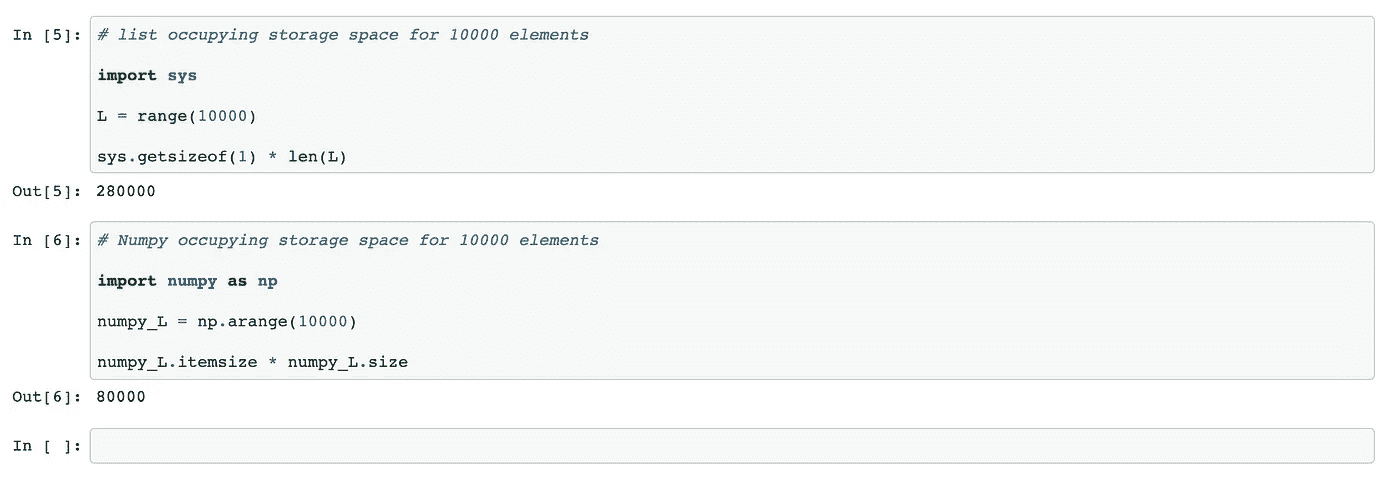 In [5]: # list occupying storage space for 10000 elements
import sys
L = range(10000)
sys.getsizeof(1) * len(L)
Out[5]: 280000
In [6]: # Numpy occupying storage space for 10000 elements
import numpy as np
numpy_L = np.arange(10000)
numpy_L.itemsize * numpy_L.size
Out[6]: 80000
In [ ]: